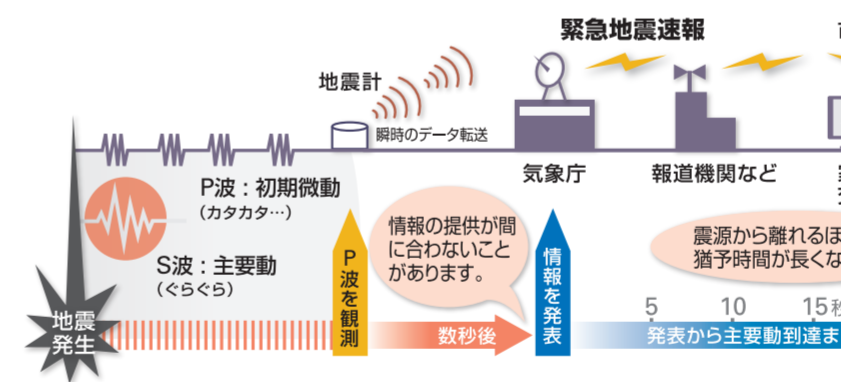 緊急地震速報
地震計
瞬時のデータ転送
気象庁
報道機関など
P波：初期微動
（カタカタ…）
S波：主要動
（ぐらぐら）
地震
発生
P波を観測
情報の提供が間
に合わないこと
があります。
数秒後
情報を発表
震源から離れるほ
猶予時間が長くな
5 10 15秒
発表から主要動到達ま